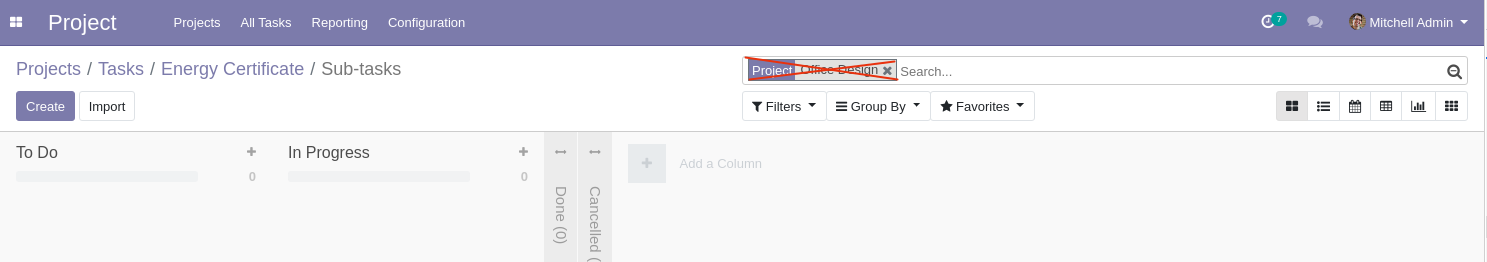 Project
Projects All Tasks Reporting Configuration
7
Mitchell Admin
Projects / Tasks / Energy Certificate / Sub-tasks
Project Office Design Search...
Create Import
Filters Group By Favorites
To Do
0
In Progress
0
Done (0)
Cancelled (
Add a Column